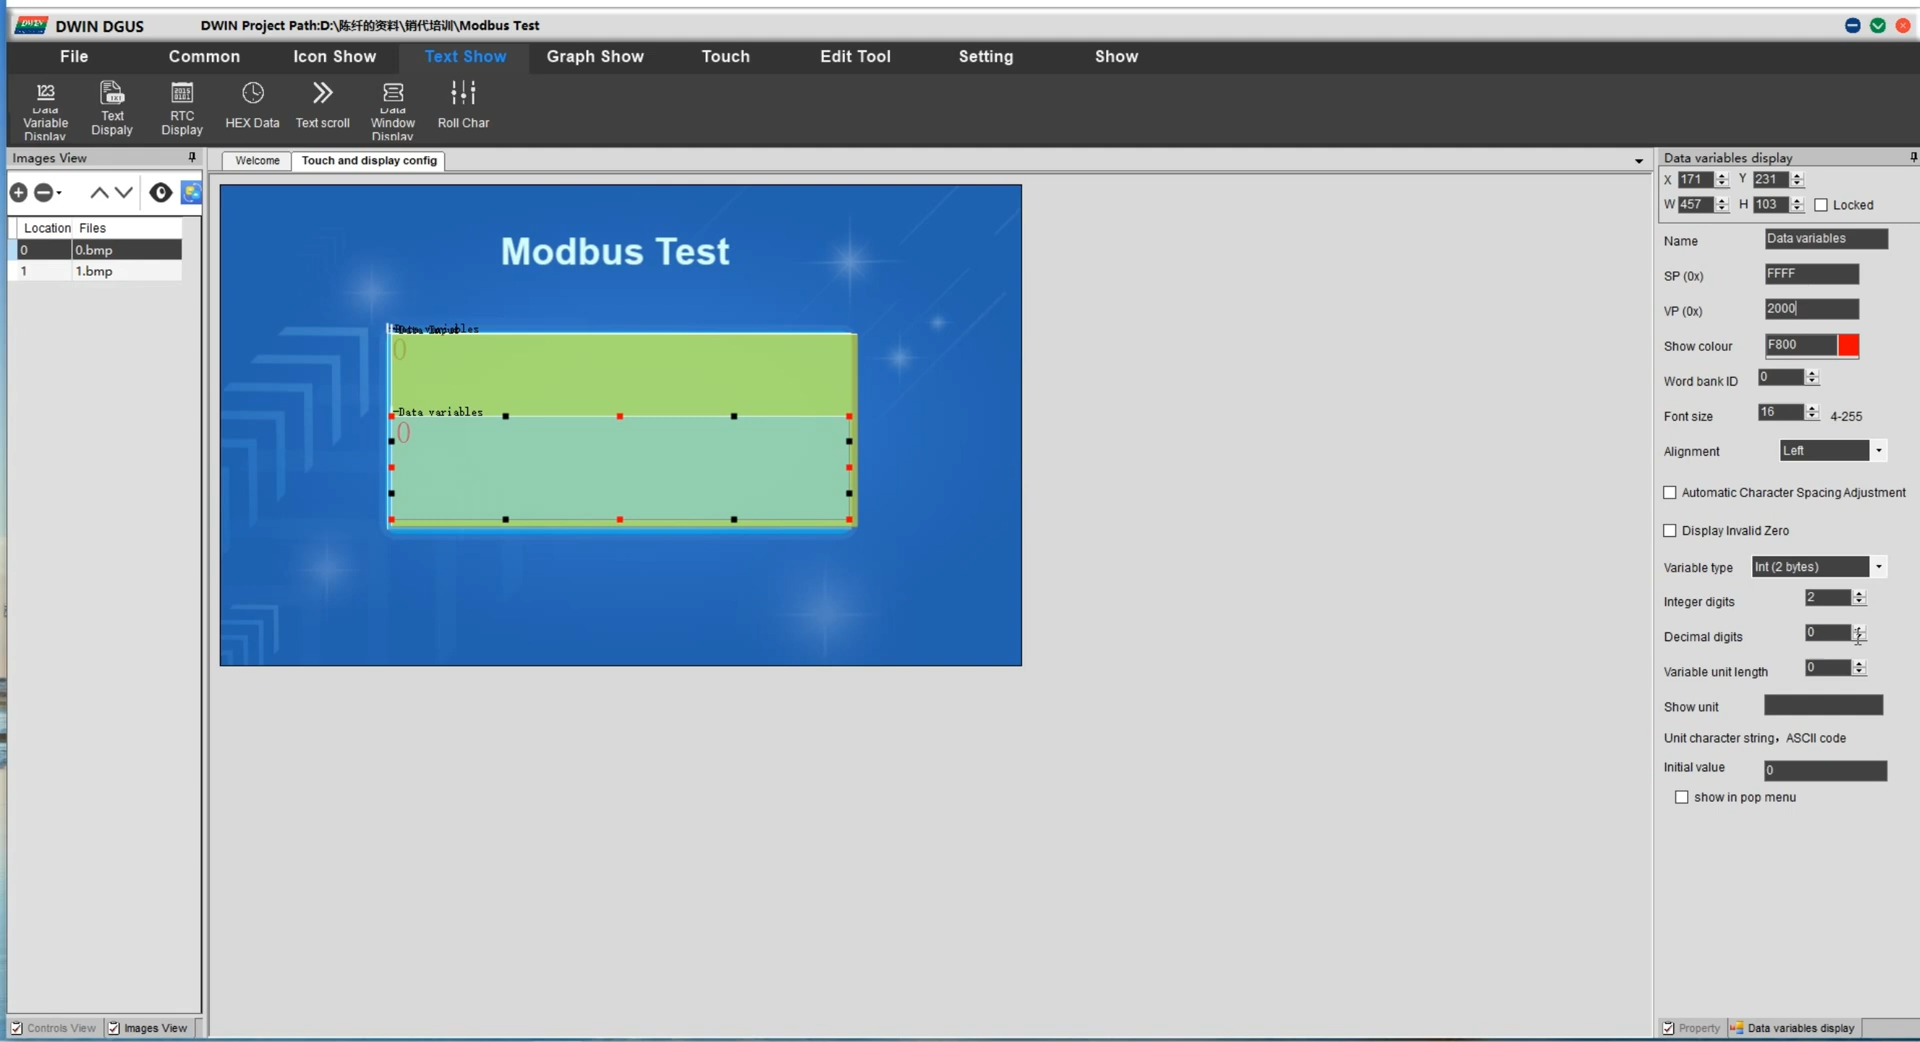 DWIN DGUS
DWIN Project Path:D:\陈纤的资料\销代培训\Modbus Test
File
Common
Icon Show
Text Show
Graph Show
Touch
Edit Tool
Setting
Show
123
Data
Variable
Display
Text
Dispaly
RTC
Display
HEX Data
Text scroll
Data
Window
Display
Roll Char
Images View
Welcome
Touch and display config
Location Files
0 0.bmp
1 1.bmp
Modbus Test
0
-Data variables
0
Data variables display
X 171 Y 231
W 457 H 103 Locked
Name Data variables
SP (0x) FFFF
VP (0x) 2000
Show colour F800
Word bank ID 0
Font size 16 4-255
Alignment Left
Automatic Character Spacing Adjustment
Display Invalid Zero
Variable type Int (2 bytes)
Integer digits 2
Decimal digits 0
Variable unit length 0
Show unit
Unit character string，ASCII code
Initial value 0
show in pop menu
Controls View
Images View
Property
Data variables display